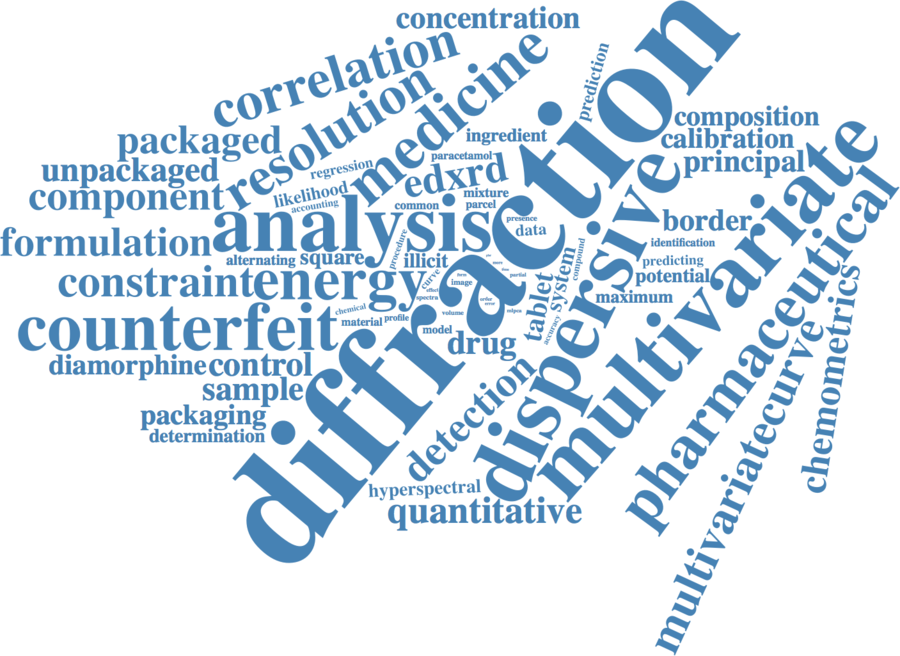 concentration
correlation
prediction
medicine
resolution
diffraction
packaged
ingredient
composition
calibration
unpackaged
regression
paracetamol
principal
component
likelihood
edxrd
mixture
accounting
common
parcel
analysis
presence
data
border
multivariate
dispersive
pharmaceutical
formulation
procedure
identification
alternating
square
illicit
system
compound
predicting
constraint
energy
curve
form
image
partial
tablet
potential
effect
spectra
maximum
chemical
volume
counterfeit
material
profile
model
accuracy
drug
diamorphine
control
chemometrics
sample
detection
packaging
determination
hyperspectral
quantitative
multivariatecurve